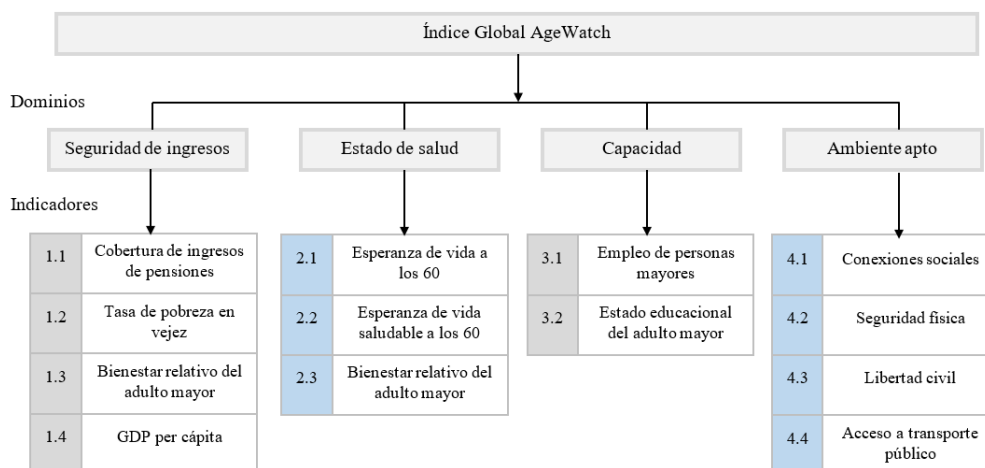 Índice Global AgeWatch
Dominios
Seguridad de ingresos
Estado de salud
Capacidad
Ambiente apto
Indicadores
1.1
Cobertura de ingresos
de pensiones
1.2
Tasa de pobreza en
vejez
1.3
Bienestar relativo del
adulto mayor
1.4
GDP per cápita
2.1
Esperanza de vida a
los 60
2.2
Esperanza de vida
saludable a los 60
2.3
Bienestar relativo del
adulto mayor
3.1
Empleo de personas
mayores
3.2
Estado educacional
del adulto mayor
4.1
Conexiones sociales
4.2
Seguridad física
4.3
Libertad civil
4.4
Acceso a transporte
público